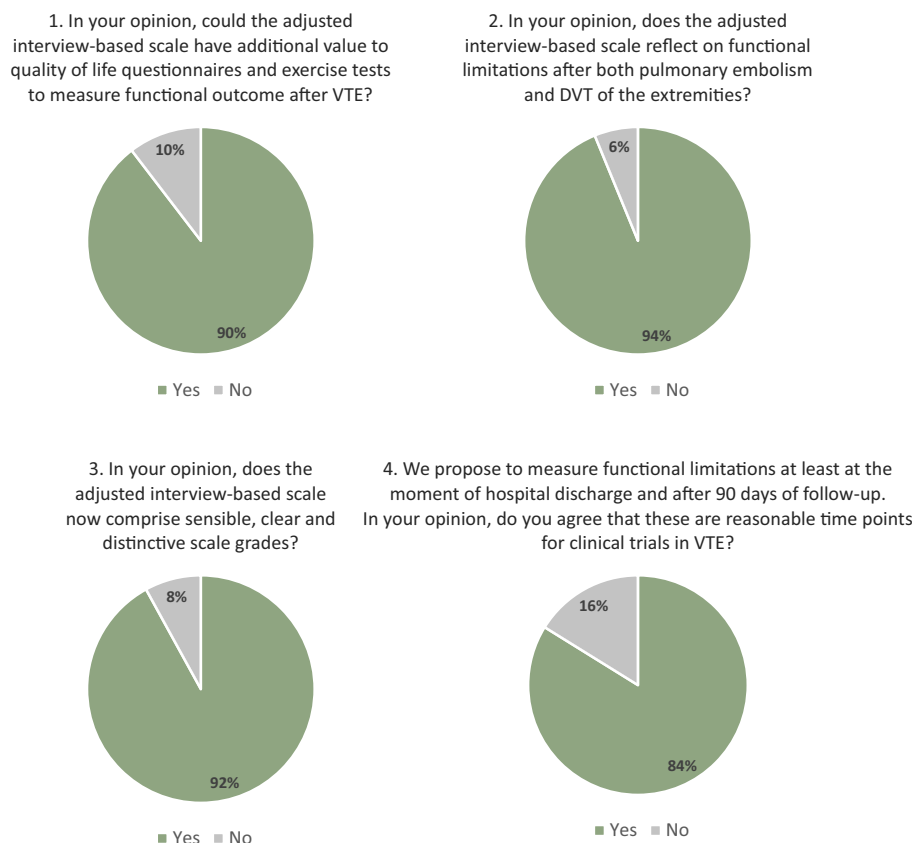 1. In your opinion, could the adjusted
interview-based scale have additional value to
quality of life questionnaires and exercise tests
to measure functional outcome after VTE?
10%
90%
Yes No
2. In your opinion, does the adjusted
interview-based scale reflect on functional
limitations after both pulmonary embolism
and DVT of the extremities?
6%
94%
Yes No
3. In your opinion, does the
adjusted interview-based scale
now comprise sensible, clear and
distinctive scale grades?
8%
92%
Yes No
4. We propose to measure functional limitations at least at the
moment of hospital discharge and after 90 days of follow-up.
In your opinion, do you agree that these are reasonable time points
for clinical trials in VTE?
16%
84%
Yes No